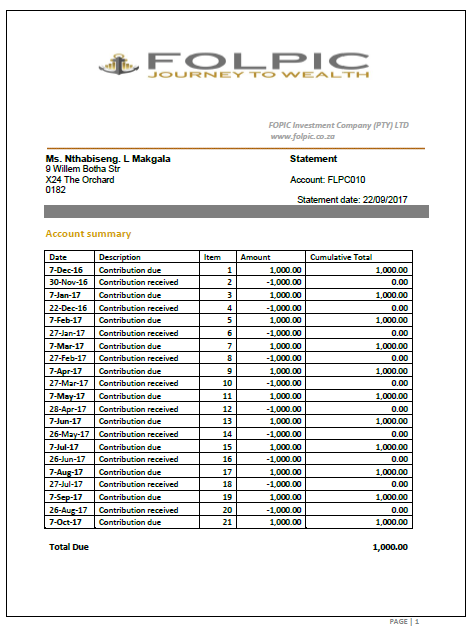 FOLPIC
JOURNEY TO WEALTH
FOPIC Investment Company (PTY) LTD
www.folpic.co.za
Ms. Nthabiseng. L Makgala Statement
9 Willem Botha Str
X24 The Orchard Account: FLPC010
0182
Statement date: 22/09/2017
Account summary
Date Description Item Amount Cumulative Total
7-Dec-16 Contribution due 1 1,000.00 1,000.00
30-Nov-16 Contribution received 2 -1,000.00 0.00
7-Jan-17 Contribution due 3 1,000.00 1,000.00
22-Dec-16 Contribution received 4 -1,000.00 0.00
7-Feb-17 Contribution due 5 1,000.00 1,000.00
27-Jan-17 Contribution received 6 -1,000.00 0.00
7-Mar-17 Contribution due 7 1,000.00 1,000.00
27-Feb-17 Contribution received 8 -1,000.00 0.00
7-Apr-17 Contribution due 9 1,000.00 1,000.00
27-Mar-17 Contribution received 10 -1,000.00 0.00
7-May-17 Contribution due 11 1,000.00 1,000.00
28-Apr-17 Contribution received 12 -1,000.00 0.00
7-Jun-17 Contribution due 13 1,000.00 1,000.00
26-May-17 Contribution received 14 -1,000.00 0.00
7-Jul-17 Contribution due 15 1,000.00 1,000.00
26-Jun-17 Contribution received 16 -1,000.00 0.00
7-Aug-17 Contribution due 17 1,000.00 1,000.00
27-Jul-17 Contribution received 18 -1,000.00 0.00
7-Sep-17 Contribution due 19 1,000.00 1,000.00
26-Aug-17 Contribution received 20 -1,000.00 0.00
7-Oct-17 Contribution due 21 1,000.00 1,000.00
Total Due 1,000.00
PAGE | 1